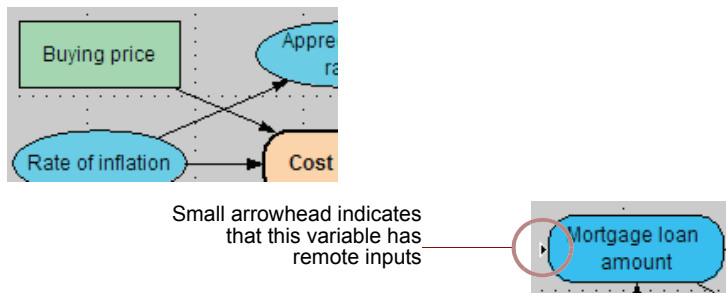 Buying price
Appre
ra
Rate of inflation
Cost
Small arrowhead indicates
that this variable has
remote inputs
Mortgage loan
amount